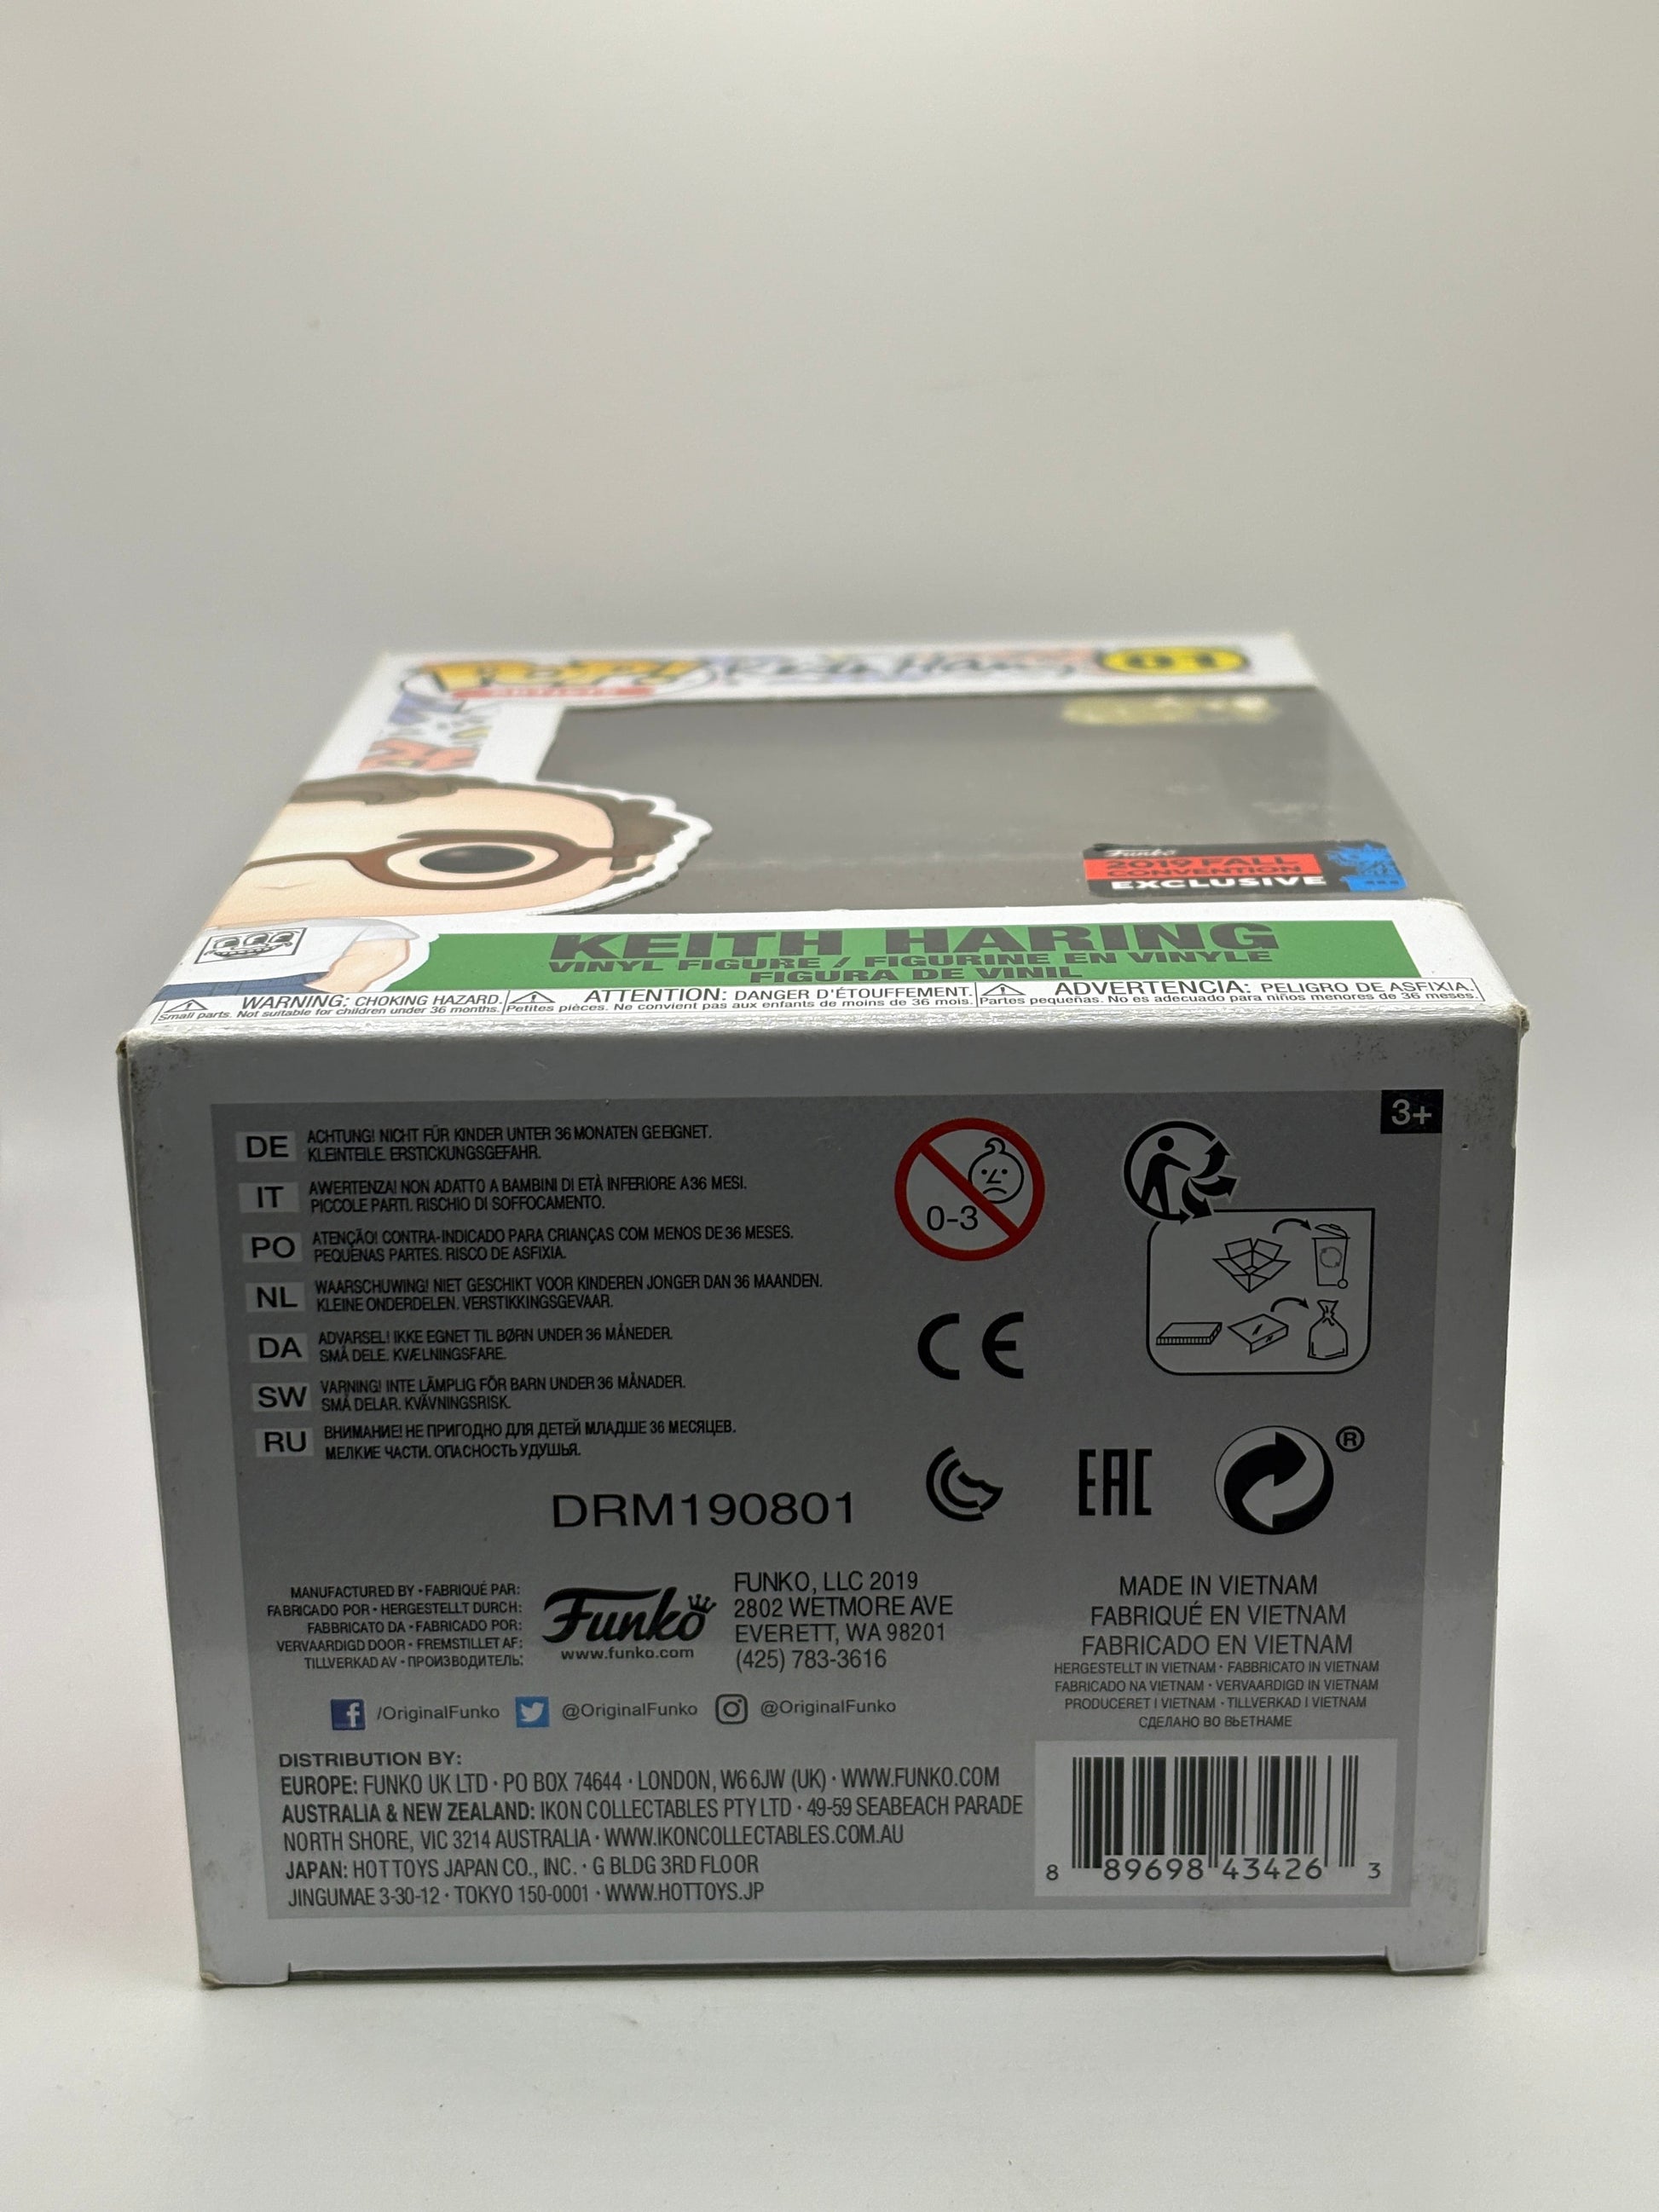 POP!
ARTISTS
Keith Haring
01
Funko
2019 FALL
CONVENTION
EXCLUSIVE
KEITH HARING
VINYL FIGURE / FIGURINE EN VINYLE
FIGURA DE VINIL
WARNING: CHOKING HAZARD.
Small parts. Not suitable for children under 36 months.
ATTENTION: DANGER D'ÉTOUFFEMENT.
Petites pièces. Ne convient pas aux enfants de moins de 36 mois.
ADVERTENCIA: PELIGRO DE ASFIXIA.
Partes pequeñas. No es adecuado para niños menores de 36 meses.
3+
DE ACHTUNG! NICHT FÜR KINDER UNTER 36 MONATEN GEEIGNET.
KLEINTEILE. ERSTICKUNGSGEFAHR.
IT AWERTENZA! NON ADATTO A BAMBINI DI ETÀ INFERIORE A 36 MESI.
PICCOLE PARTI. RISCHIO DI SOFFOCAMENTO.
PO ATENÇÃO! CONTRA-INDICADO PARA CRIANÇAS COM MENOS DE 36 MESES.
PEQUENAS PARTES. RISCO DE ASFIXIA.
NL WAARSCHUWING! NIET GESCHIKT VOOR KINDEREN JONGER DAN 36 MAANDEN.
KLEINE ONDERDELEN. VERSTIKKINGSGEVAAR.
DA ADVARSEL! IKKE EGNET TIL BØRN UNDER 36 MÅNEDER.
SMÅ DELE. KVÆLNINGSFARE.
SW VARNING! INTE LÄMPLIG FÖR BARN UNDER 36 MÅNADER.
SMÅ DELAR. KVÄVNINGSRISK.
RU ВНИМАНИЕ! НЕ ПРИГОДНО ДЛЯ ДЕТЕЙ МЛАДШЕ 36 МЕСЯЦЕВ.
МЕЛКИЕ ЧАСТИ. ОПАСНОСТЬ УДУШЬЯ.
0-3
CE
EAC
®
DRM190801
MANUFACTURED BY • FABRIQUÉ PAR:
FABRICADO POR • HERGESTELLT DURCH:
FABBRICATO DA • FABRICADO POR:
VERVAARDIGD DOOR • FREMSTILLET AF:
TILLVERKAD AV • ПРОИЗВОДИТЕЛЬ:
Funko
www.funko.com
FUNKO, LLC 2019
2802 WETMORE AVE
EVERETT, WA 98201
(425) 783-3616
MADE IN VIETNAM
FABRIQUÉ EN VIETNAM
FABRICADO EN VIETNAM
HERGESTELLT IN VIETNAM • FABBRICATO IN VIETNAM
FABRICADO NA VIETNAM • VERVAARDIGD IN VIETNAM
PRODUCERET I VIETNAM • TILLVERKAD I VIETNAM
СДЕЛАНО ВО ВЬЕТНАМЕ
/OriginalFunko @OriginalFunko @OriginalFunko
DISTRIBUTION BY:
EUROPE: FUNKO UK LTD • PO BOX 74644 • LONDON, W6 6JW (UK) • WWW.FUNKO.COM
AUSTRALIA & NEW ZEALAND: IKON COLLECTABLES PTY LTD • 49-59 SEABEACH PARADE
NORTH SHORE, VIC 3214 AUSTRALIA • WWW.IKONCOLLECTABLES.COM.AU
JAPAN: HOT TOYS JAPAN CO., INC. • G BLDG 3RD FLOOR
JINGUMAE 3-30-12 • TOKYO 150-0001 • WWW.HOTTOYS.JP
8 89698 43426 3